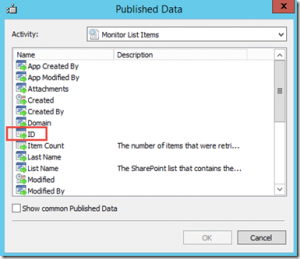 Published Data
Activity: Monitor List Items
Name Description
App Created By
App Modified By
Attachments
Created
Created By
Domain
ID
Item Count The number of items that were retri...
Last Name
List Name The SharePoint list that contains the...
Modified
Modified By
Show common Published Data
OK Cancel